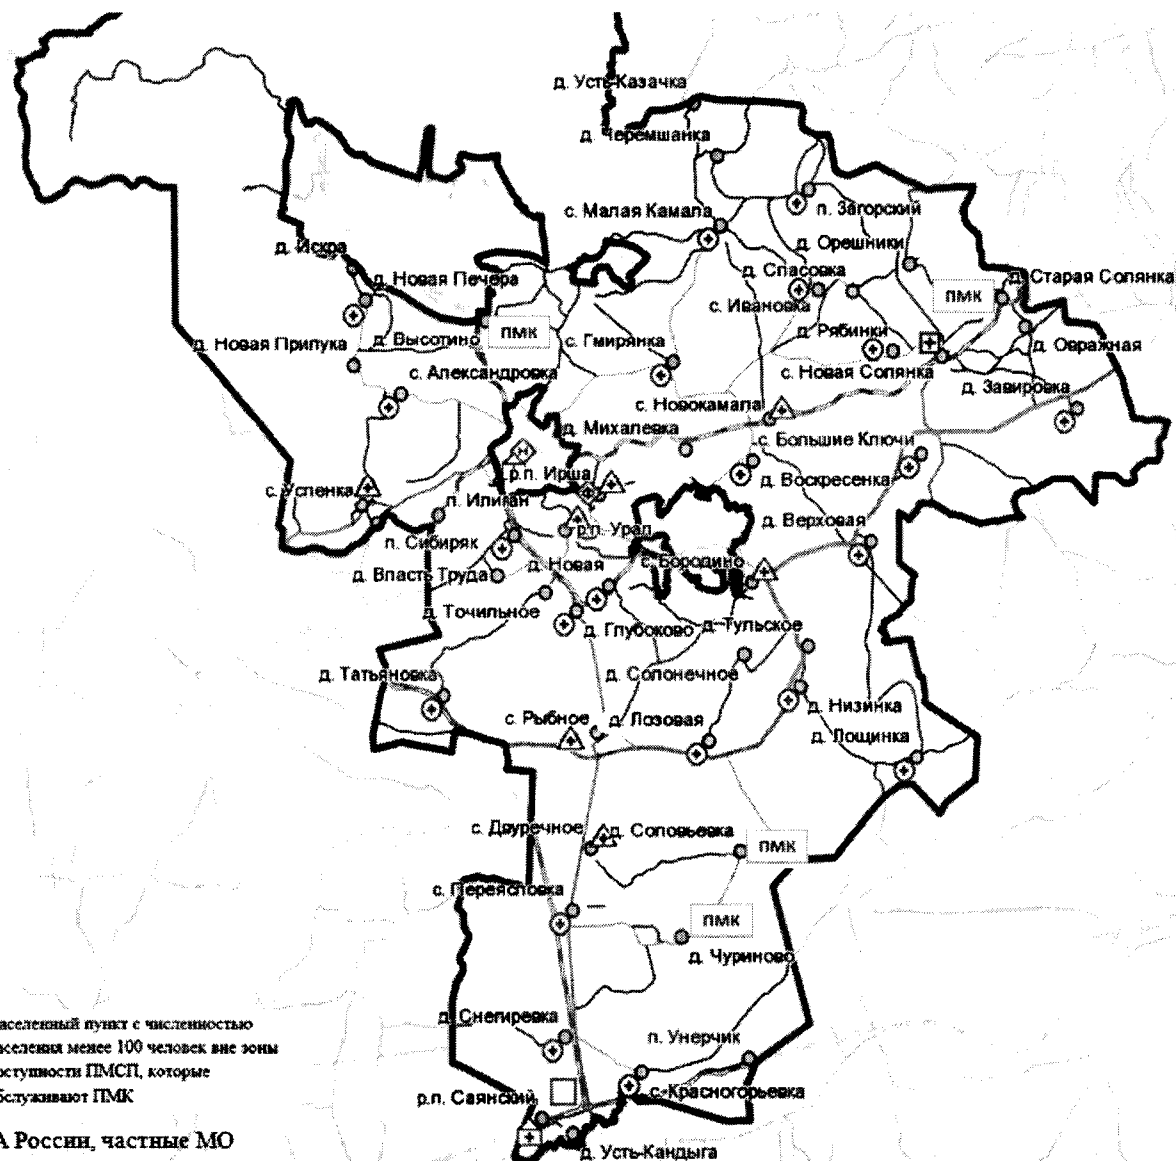 д. Усть-Казачка
д. Черемшанка
п. Загорский
с. Малая Камала
д. Орешники
д. Искра
д. Спасовка
д. Старая Солянка
д. Новая Печера
ПМК
с. Ивановка
ПМК
д. Рябинки
д. Новая Прилука
д. Высотино
с. Гмирянка
д. Овражная
с. Александровка
с. Новая Солянка
д. Завировка
с. Новокамала
д. Михалевка
с. Большие Ключи
р.п. Ирша
д. Воскресенка
с. Успенка
п. Илиган
р.п. Урал
д. Верховая
п. Сибиряк
д. Новая
с. Бородино
д. Власть Труда
д. Точильное
д. Глубоково
д. Тульское
д. Татьяновка
д. Солонечное
с. Рыбное
д. Лозовая
д. Низинка
д. Лощинка
с. Двуречное
д. Соловьевка
ПМК
с. Переясловка
ПМК
д. Чуриново
аселенный пункт с численностью
аселения менее 100 человек вне зоны
оступности ПМСП, которые
бслуживают ПМК
д. Снегиревка
п. Унерчик
р.п. Саянский
с. Красногорьевка
А России, частные МО
д. Усть-Кандыга